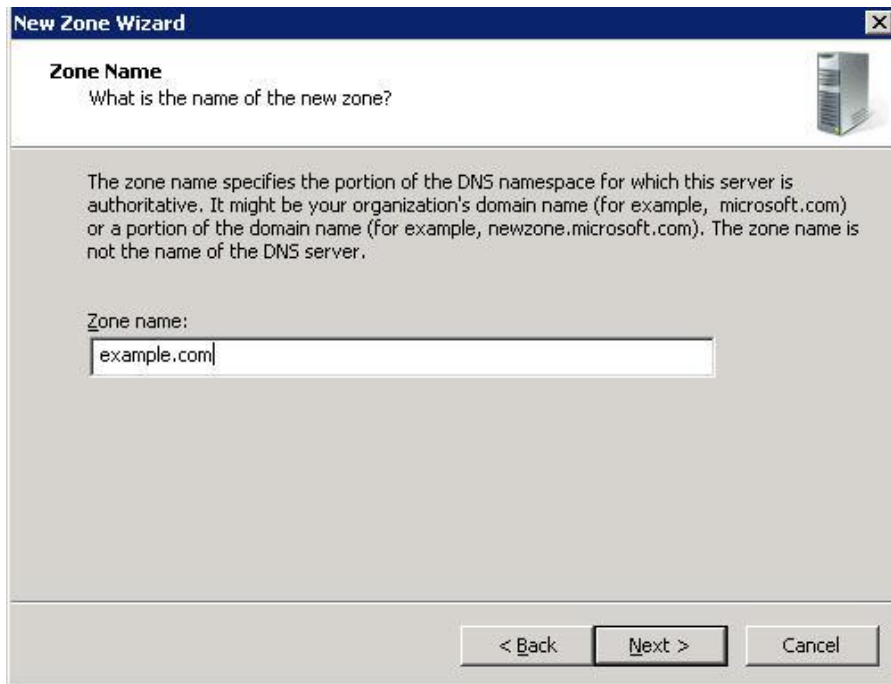 New Zone Wizard
Zone Name
What is the name of the new zone?
The zone name specifies the portion of the DNS namespace for which this server is
authoritative. It might be your organization's domain name (for example, microsoft.com)
or a portion of the domain name (for example, newzone.microsoft.com). The zone name is
not the name of the DNS server.
Zone name:
example.com
< Back Next > Cancel